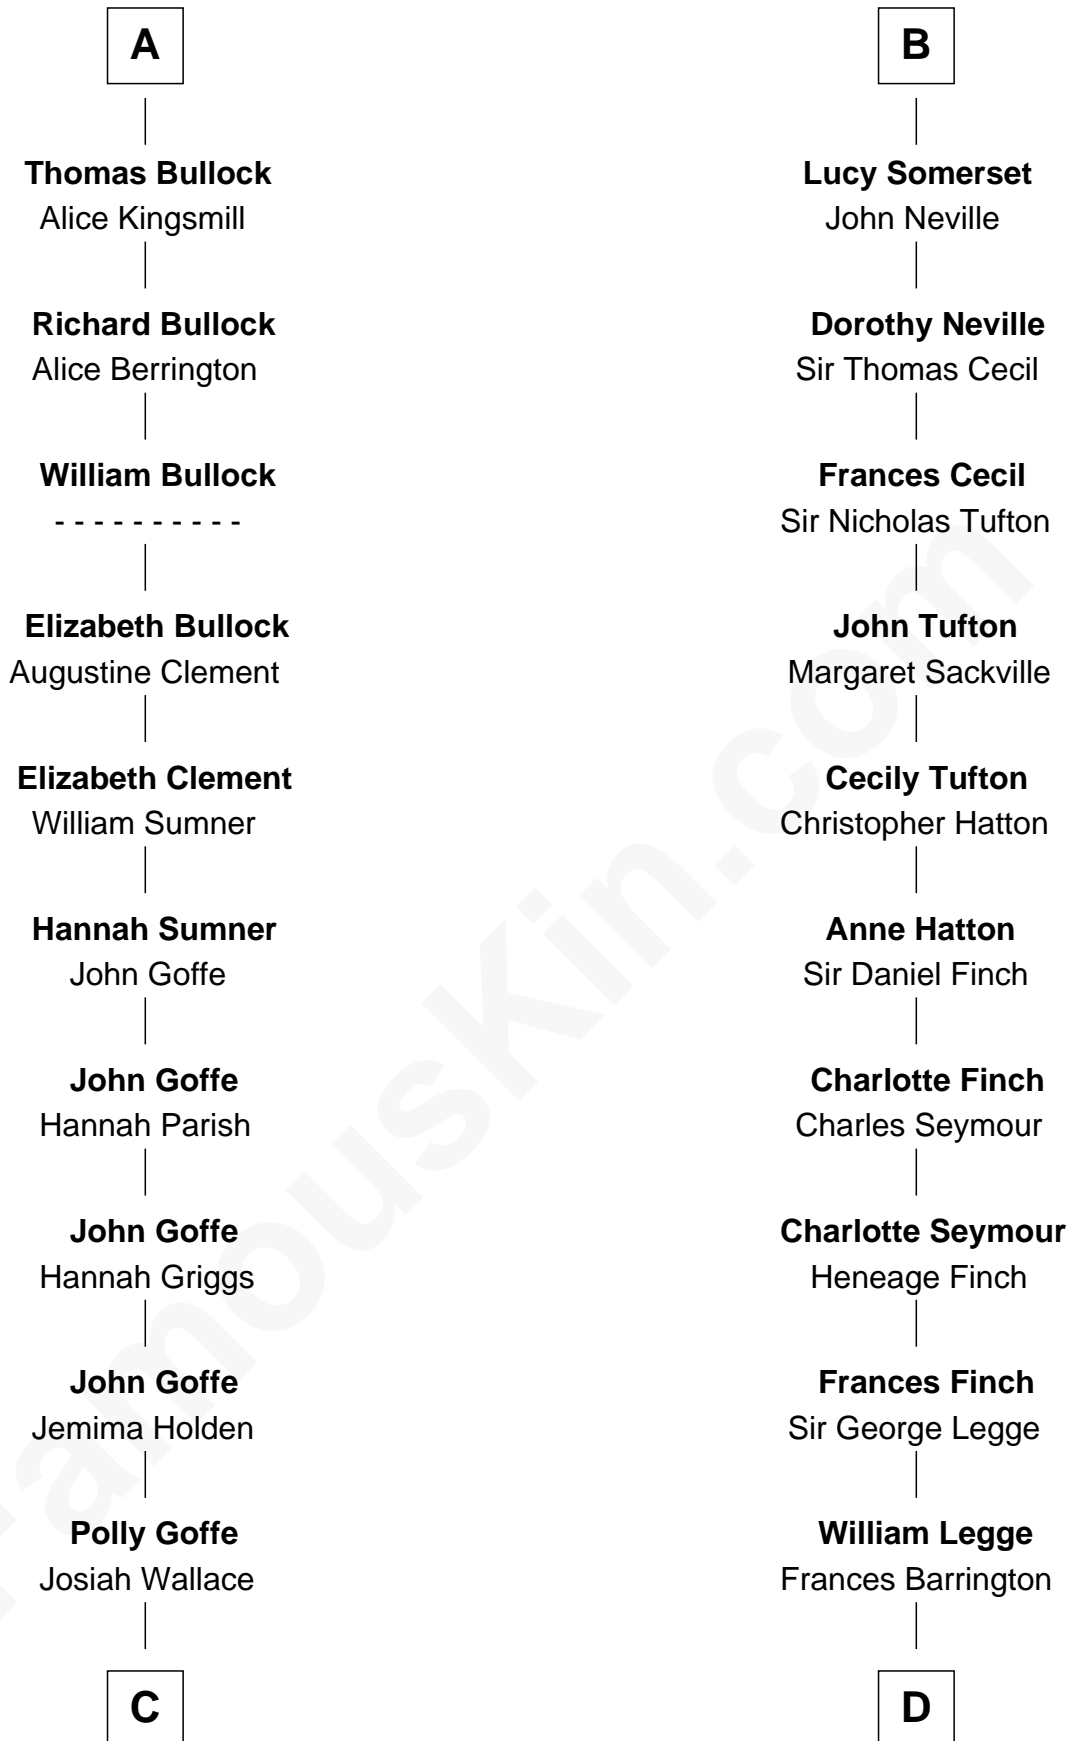 A
Thomas Bullock
Alice Kingsmill
Richard Bullock
Alice Berrington
William Bullock
- - - - - - - - - -
Elizabeth Bullock
Augustine Clement
Elizabeth Clement
William Sumner
Hannah Sumner
John Goffe
John Goffe
Hannah Parish
John Goffe
Hannah Griggs
John Goffe
Jemima Holden
Polly Goffe
Josiah Wallace
C
B
Lucy Somerset
John Neville
Dorothy Neville
Sir Thomas Cecil
Frances Cecil
Sir Nicholas Tufton
John Tufton
Margaret Sackville
Cecily Tufton
Christopher Hatton
Anne Hatton
Sir Daniel Finch
Charlotte Finch
Charles Seymour
Charlotte Seymour
Heneage Finch
Frances Finch
Sir George Legge
William Legge
Frances Barrington
D
FamousKin.com